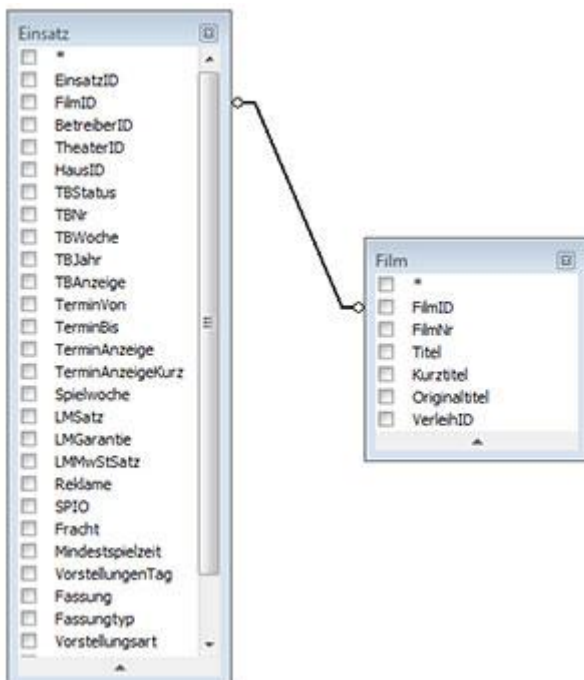 Einsatz
*
EinsatzID
FilmID
BetreiberID
TheaterID
HausID
TBStatus
TBNr
TBWoche
TBJahr
TBAnzeige
TerminVon
TerminBis
TerminAnzeige
TerminAnzeigeKurz
Spielwoche
LMSatz
LMGarantie
LMMwStSatz
Reklame
SPIO
Fracht
Mindestspielzeit
VorstellungenTag
Fassung
Fassungtyp
Vorstellungsart
Film
*
FilmID
FilmNr
Titel
Kurztitel
Originaltitel
VerleihID